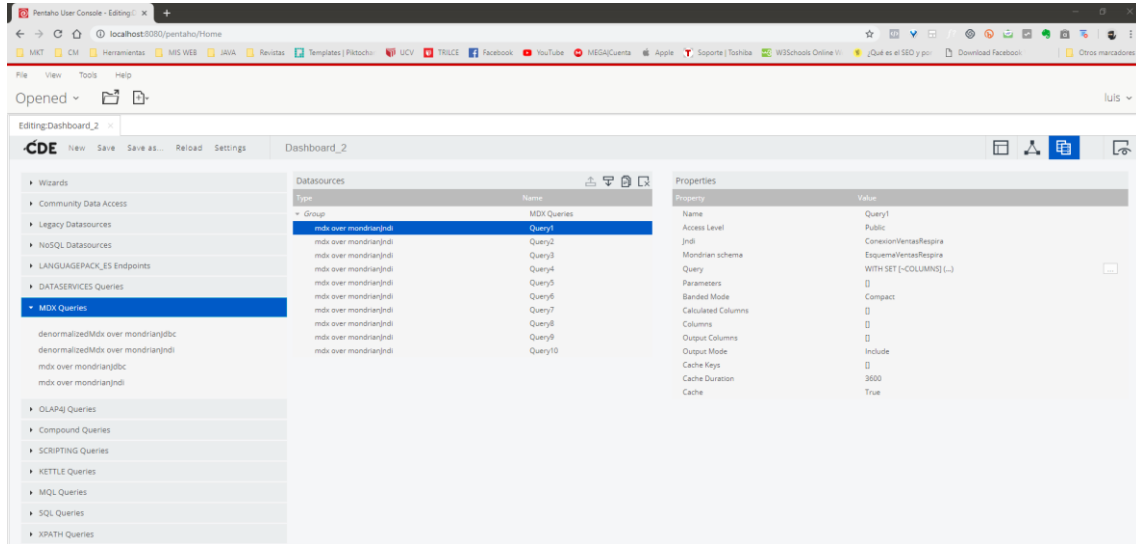 Pentaho User Console - Editing:D
localhost:8080/pentaho/Home
MKT CM Herramientas MIS WEB JAVA Revistas Templates | Piktochar UCV TRILCE Facebook YouTube MEGA|Cuenta Apple Soporte | Toshiba W3Schools Online W ¿Qué es el SEO y por Download Facebook Otros marcadores
File View Tools Help
Opened luis
Editing:Dashboard_2
CDE New Save Save as... Reload Settings Dashboard_2
Wizards
Community Data Access
Legacy Datasources
NoSQL Datasources
LANGUAGEPACK_ES Endpoints
DATASERVICES Queries
MDX Queries
denormalizedMdx over mondrianJdbc
denormalizedMdx over mondrianJndi
mdx over mondrianJdbc
mdx over mondrianJndi
OLAP4J Queries
Compound Queries
SCRIPTING Queries
KETTLE Queries
MQL Queries
SQL Queries
XPATH Queries
Datasources
Type Name
Group MDX Queries
mdx over mondrianJndi Query1
mdx over mondrianJndi Query2
mdx over mondrianJndi Query3
mdx over mondrianJndi Query4
mdx over mondrianJndi Query5
mdx over mondrianJndi Query6
mdx over mondrianJndi Query7
mdx over mondrianJndi Query8
mdx over mondrianJndi Query9
mdx over mondrianJndi Query10
Properties
Property Value
Name Query1
Access Level Public
Jndi ConexionVentasRespira
Mondrian schema EsquemaVentasRespira
Query WITH SET [~COLUMNS] (...) ...
Parameters []
Banded Mode Compact
Calculated Columns []
Columns []
Output Columns []
Output Mode Include
Cache Keys []
Cache Duration 3600
Cache True